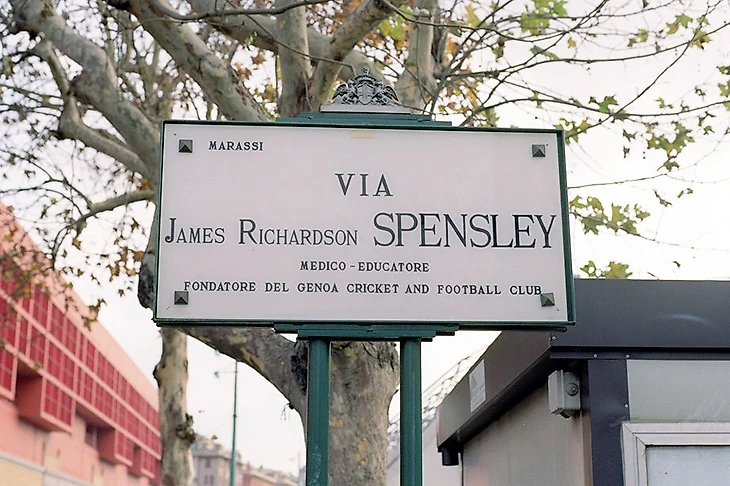 MARASSI
VIA
JAMES RICHARDSON SPENSLEY
MEDICO - EDUCATORE
FONDATORE DEL GENOA CRICKET AND FOOTBALL CLUB